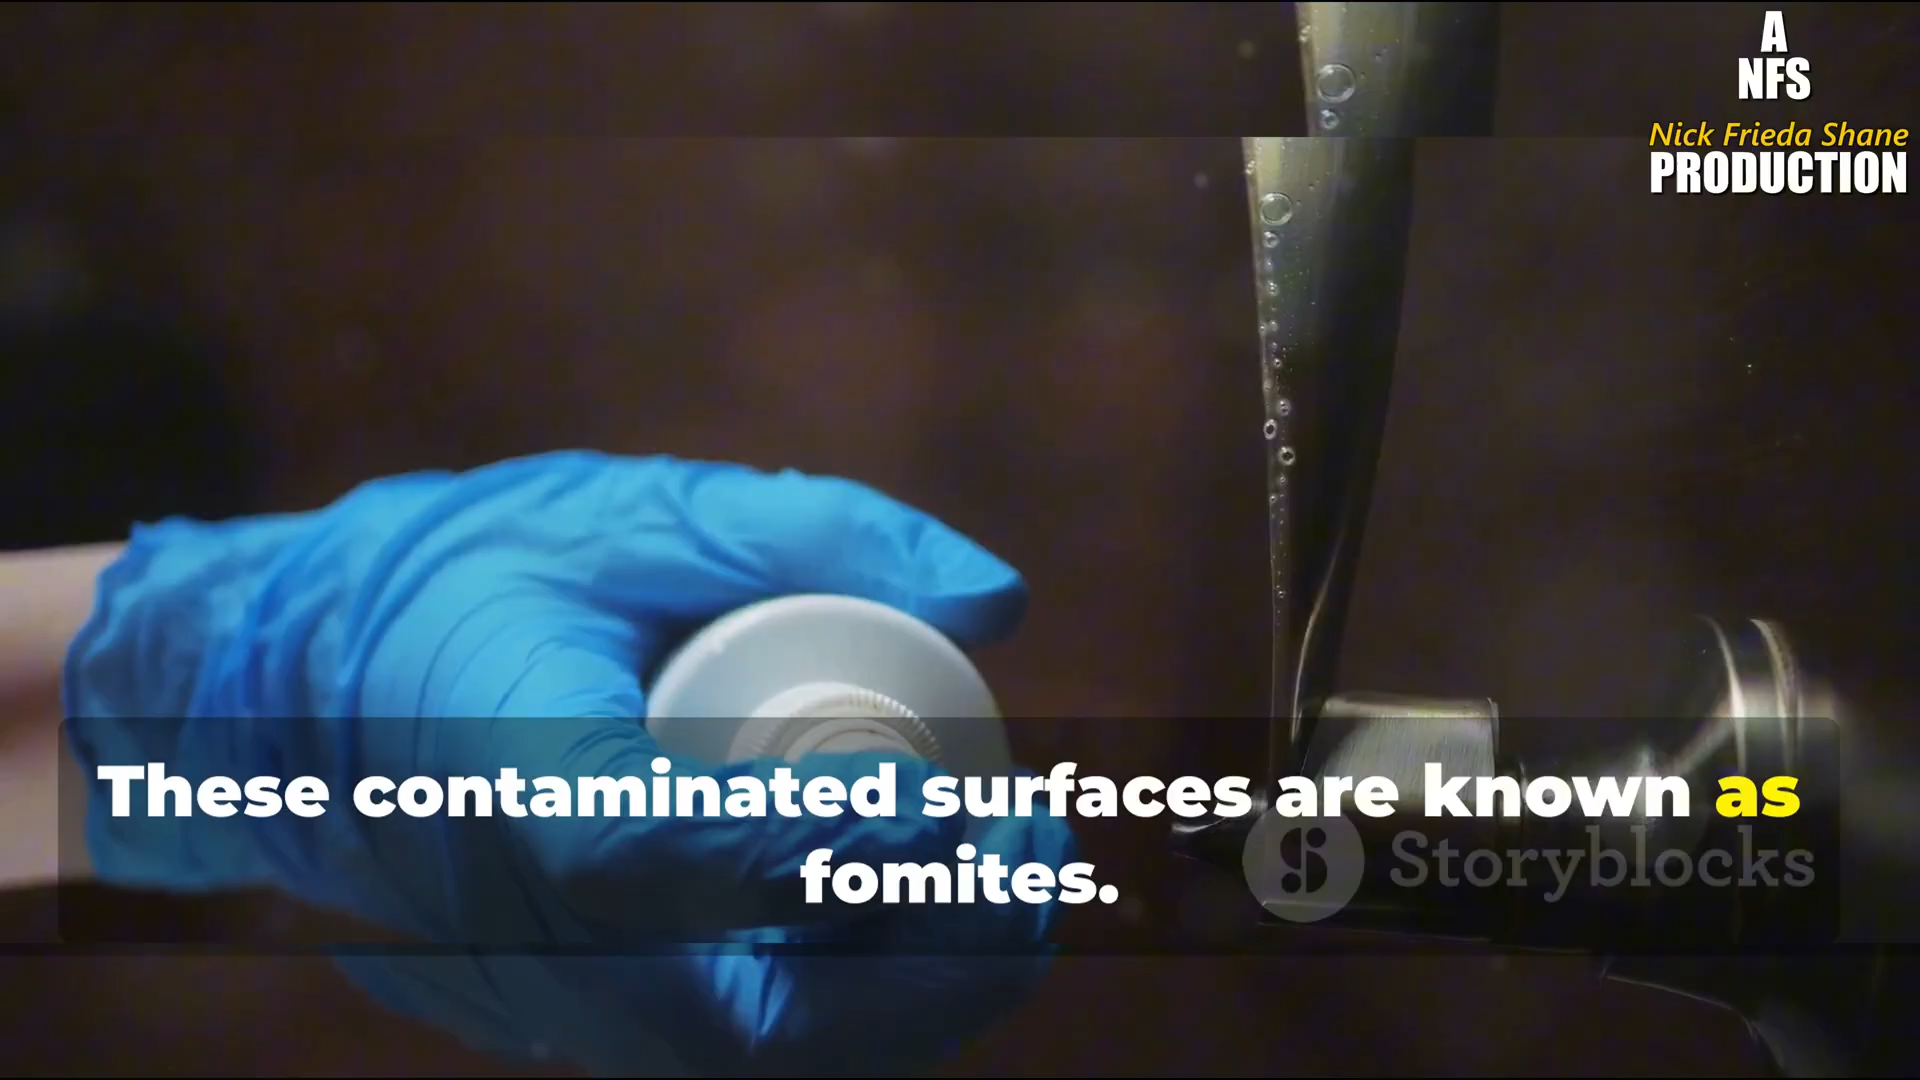 A
NFS
Nick Frieda Shane
PRODUCTION
These contaminated surfaces are known as
fomites.
Storyblocks